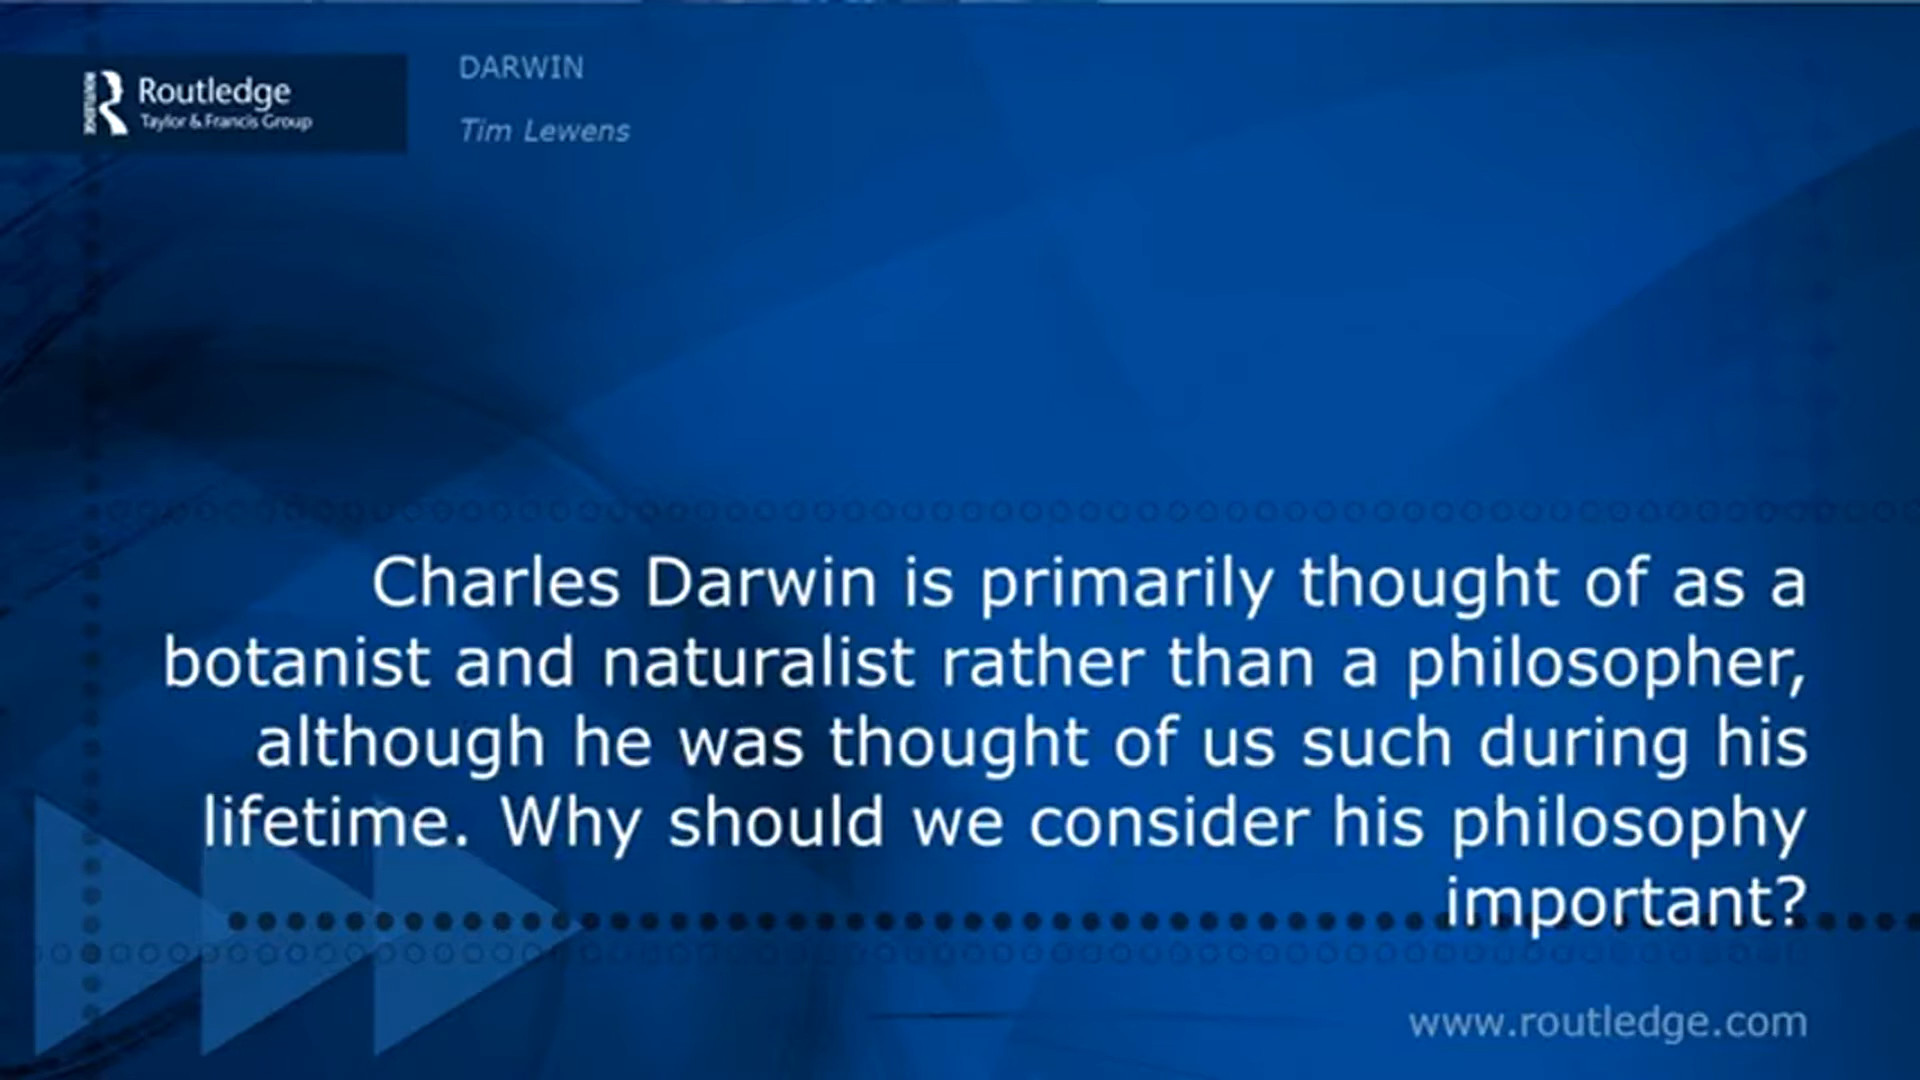 ROUTLEDGE
Routledge
Taylor & Francis Group
DARWIN
Tim Lewens
Charles Darwin is primarily thought of as a
botanist and naturalist rather than a philosopher,
although he was thought of us such during his
lifetime. Why should we consider his philosophy
important?
www.routledge.com